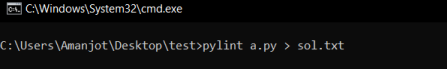 C:\Windows\System32\cmd.exe
C:\Users\Amanjot\Desktop\test>pylint a.py > sol.txt